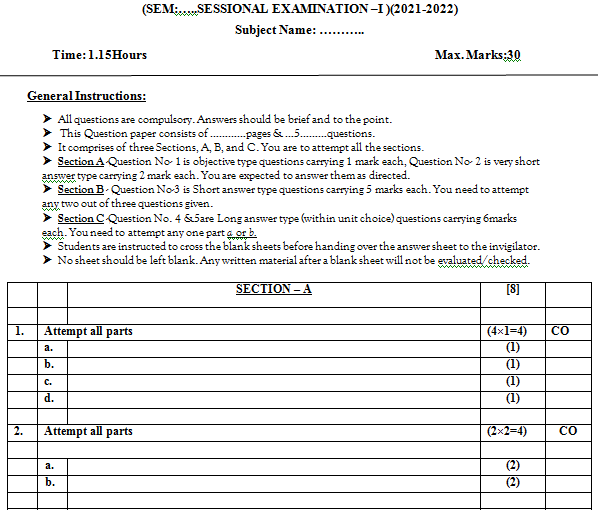 (SEM:.....SESSIONAL EXAMINATION –I )(2021-2022)
Subject Name: ………..
Time: 1.15Hours Max. Marks:30
General Instructions:
➤ All questions are compulsory. Answers should be brief and to the point.
➤ This Question paper consists of ………….pages & …5………questions.
➤ It comprises of three Sections, A, B, and C. You are to attempt all the sections.
➤ Section A-Question No- 1 is objective type questions carrying 1 mark each, Question No- 2 is very short
answer type carrying 2 mark each. You are expected to answer them as directed.
➤ Section B - Question No-3 is Short answer type questions carrying 5 marks each. You need to attempt
any two out of three questions given.
➤ Section C-Question No. 4 &5are Long answer type (within unit choice) questions carrying 6marks
each. You need to attempt any one part a or b.
➤ Students are instructed to cross the blank sheets before handing over the answer sheet to the invigilator.
➤ No sheet should be left blank. Any written material after a blank sheet will not be evaluated/checked.
SECTION – A [8]
1. Attempt all parts (4×1=4) CO
a. (1)
b. (1)
c. (1)
d. (1)
2. Attempt all parts (2×2=4) CO
a. (2)
b. (2)